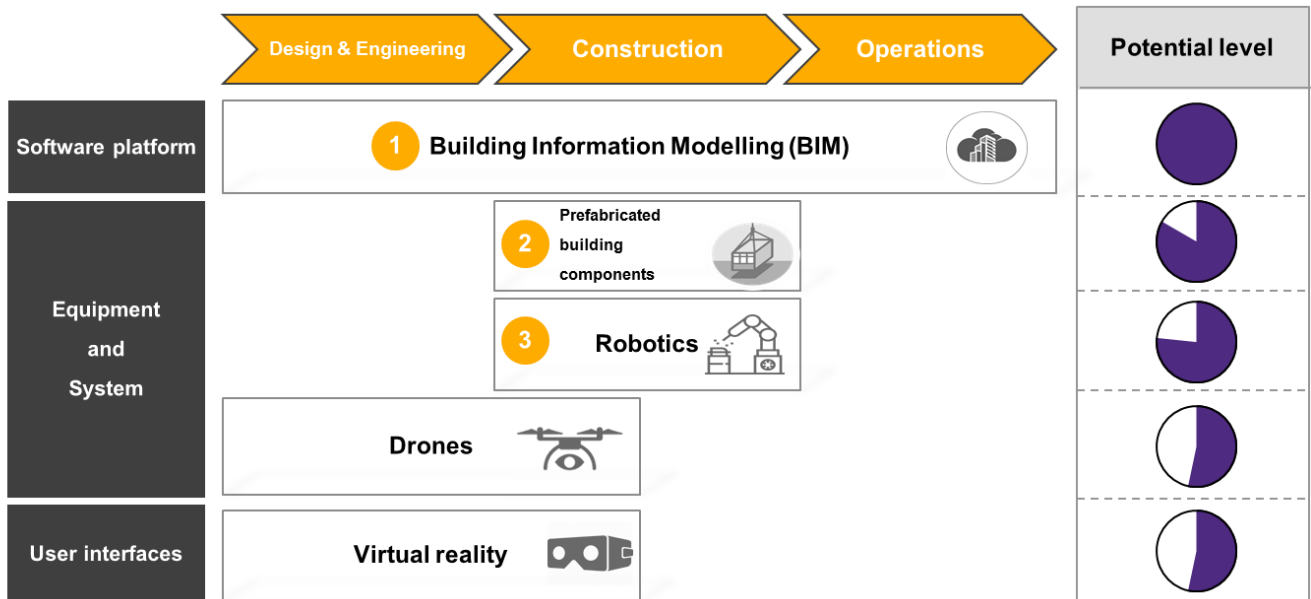 Design & Engineering
Construction
Operations
Potential level
Software platform
1
Building Information Modelling (BIM)
Equipment
and
System
2
Prefabricated
building
components
3
Robotics
Drones
User interfaces
Virtual reality